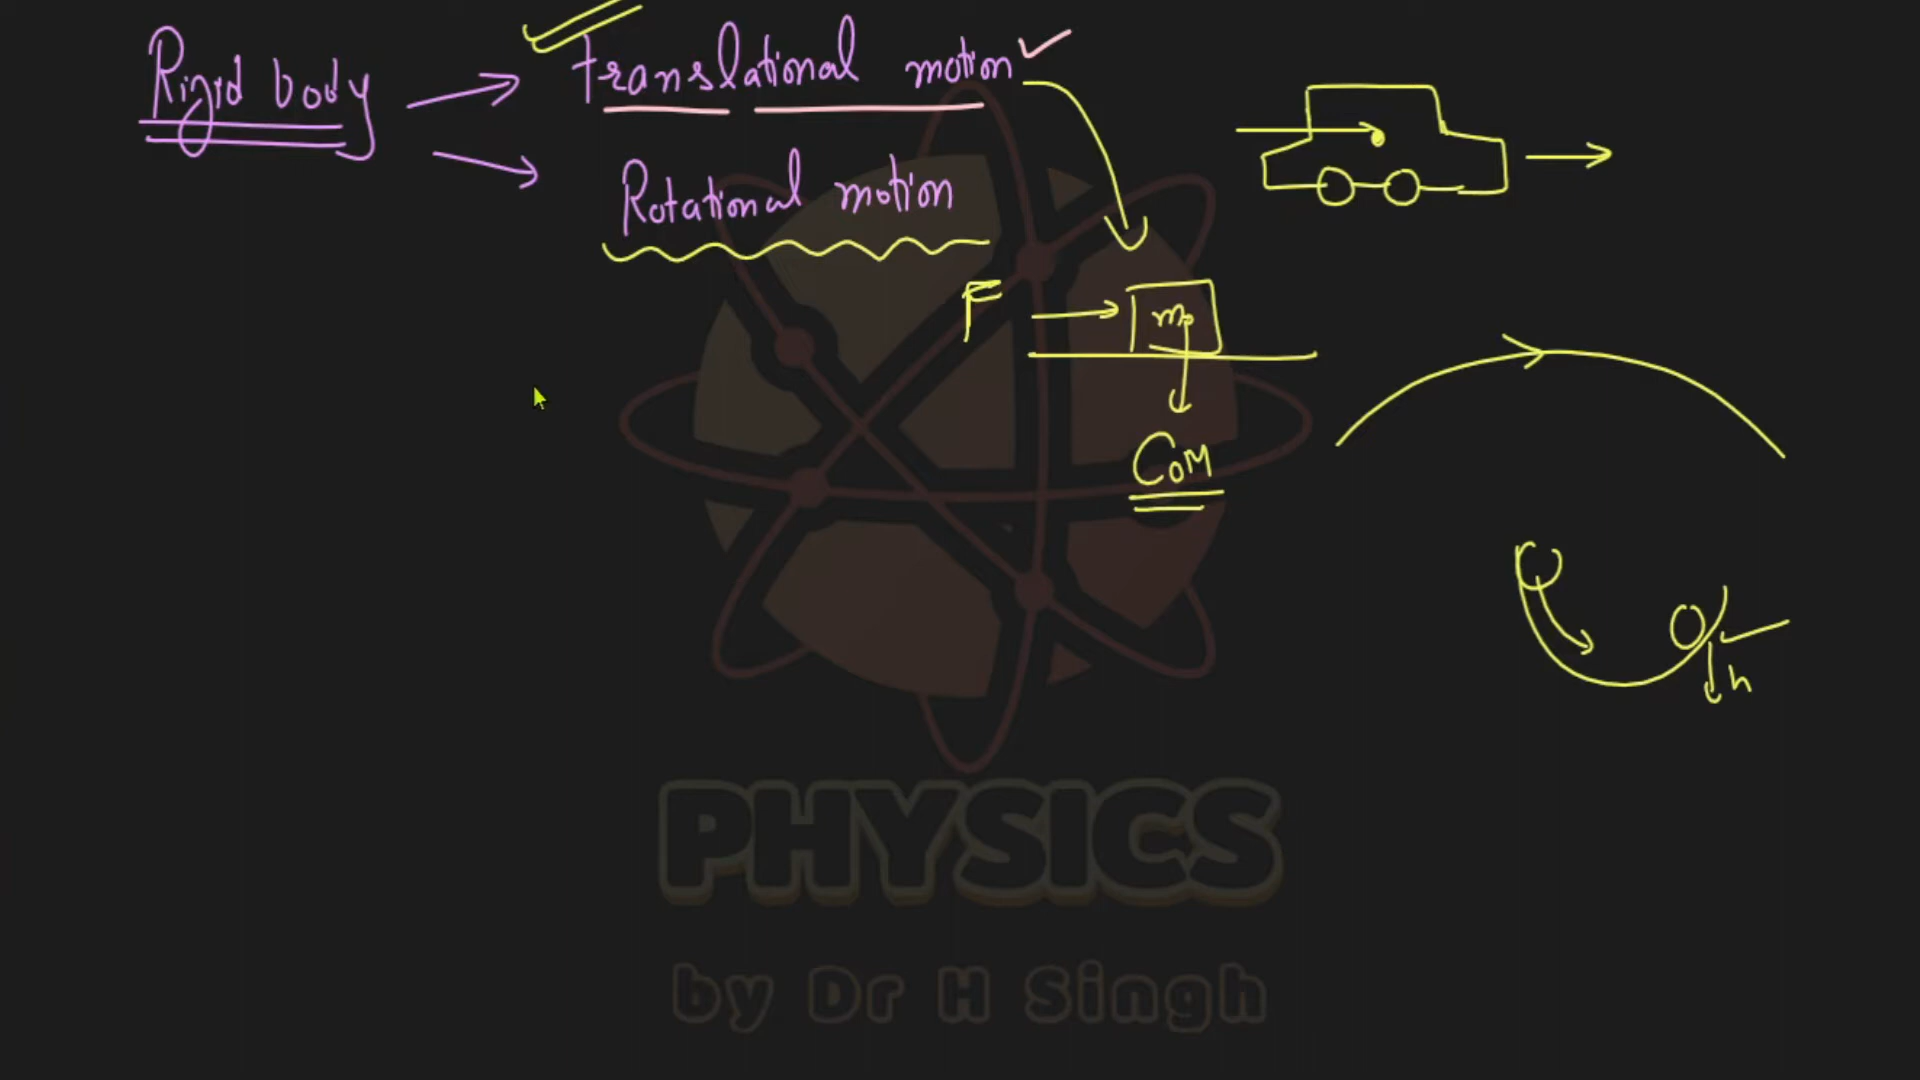 Rigid body
Translational motion
Rotational motion
F
m
COM
h
PHYSICS
by Dr H Singh